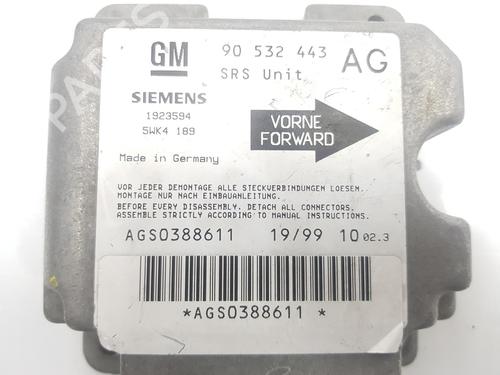 GM
90 532 443 AG
SRS Unit
SIEMENS
1923594
5WK4 189
VORNE
FORWARD
Made in Germany
VOR JEDER DEMONTAGE ALLE STECKVERBINDUNGEN LOESEN.
MONTAGE NUR NACH EINBAUANLEITUNG.
BEFORE EVERY DISASSEMBLY. DETACH ALL CONNECTORS.
ASSEMBLE STRICTLY ACCORDING TO MANUAL INSTRUCTIONS.
AGS0388611 19/99 10 02.3
*AGS0388611 *